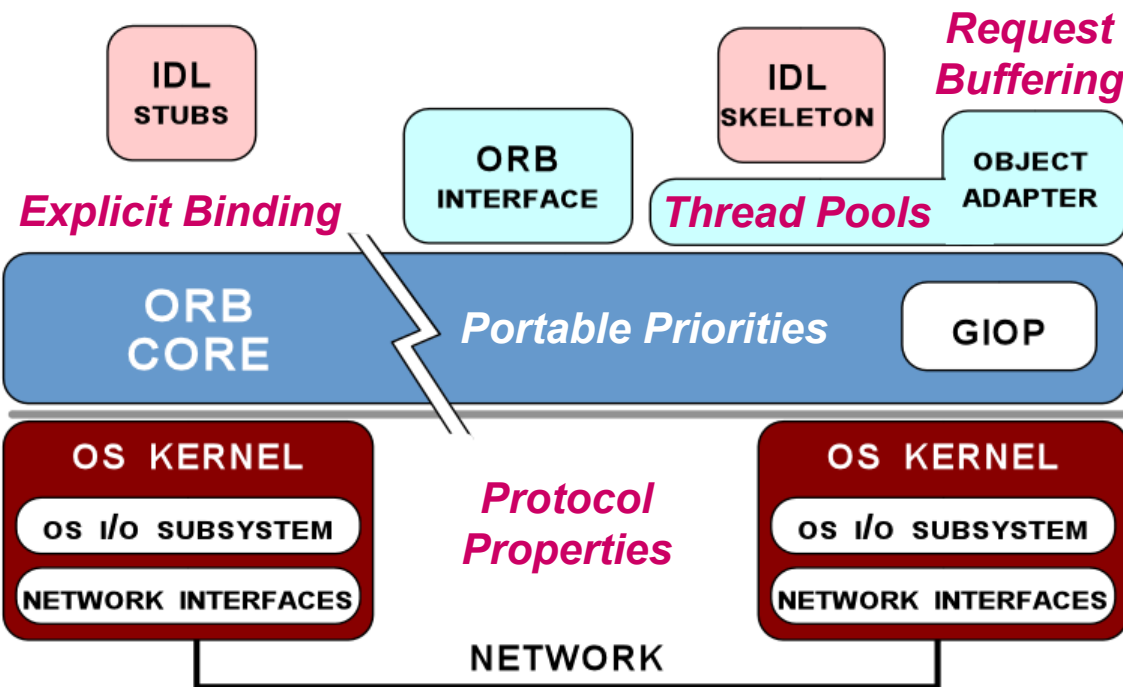 Request
Buffering
IDL
STUBS
IDL
SKELETON
ORB
INTERFACE
OBJECT
ADAPTER
Explicit Binding
Thread Pools
ORB
CORE
Portable Priorities
GIOP
OS KERNEL
OS I/O SUBSYSTEM
NETWORK INTERFACES
Protocol
Properties
OS KERNEL
OS I/O SUBSYSTEM
NETWORK INTERFACES
NETWORK